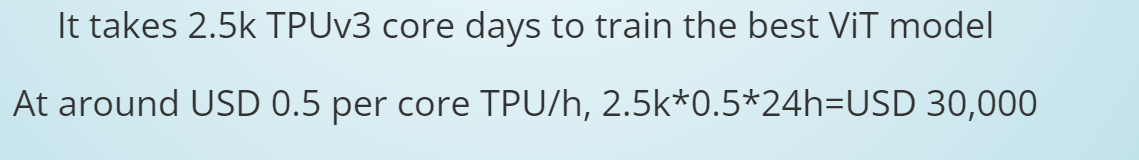 It takes 2.5k TPUv3 core days to train the best ViT model
At around USD 0.5 per core TPU/h, 2.5k*0.5*24h=USD 30,000